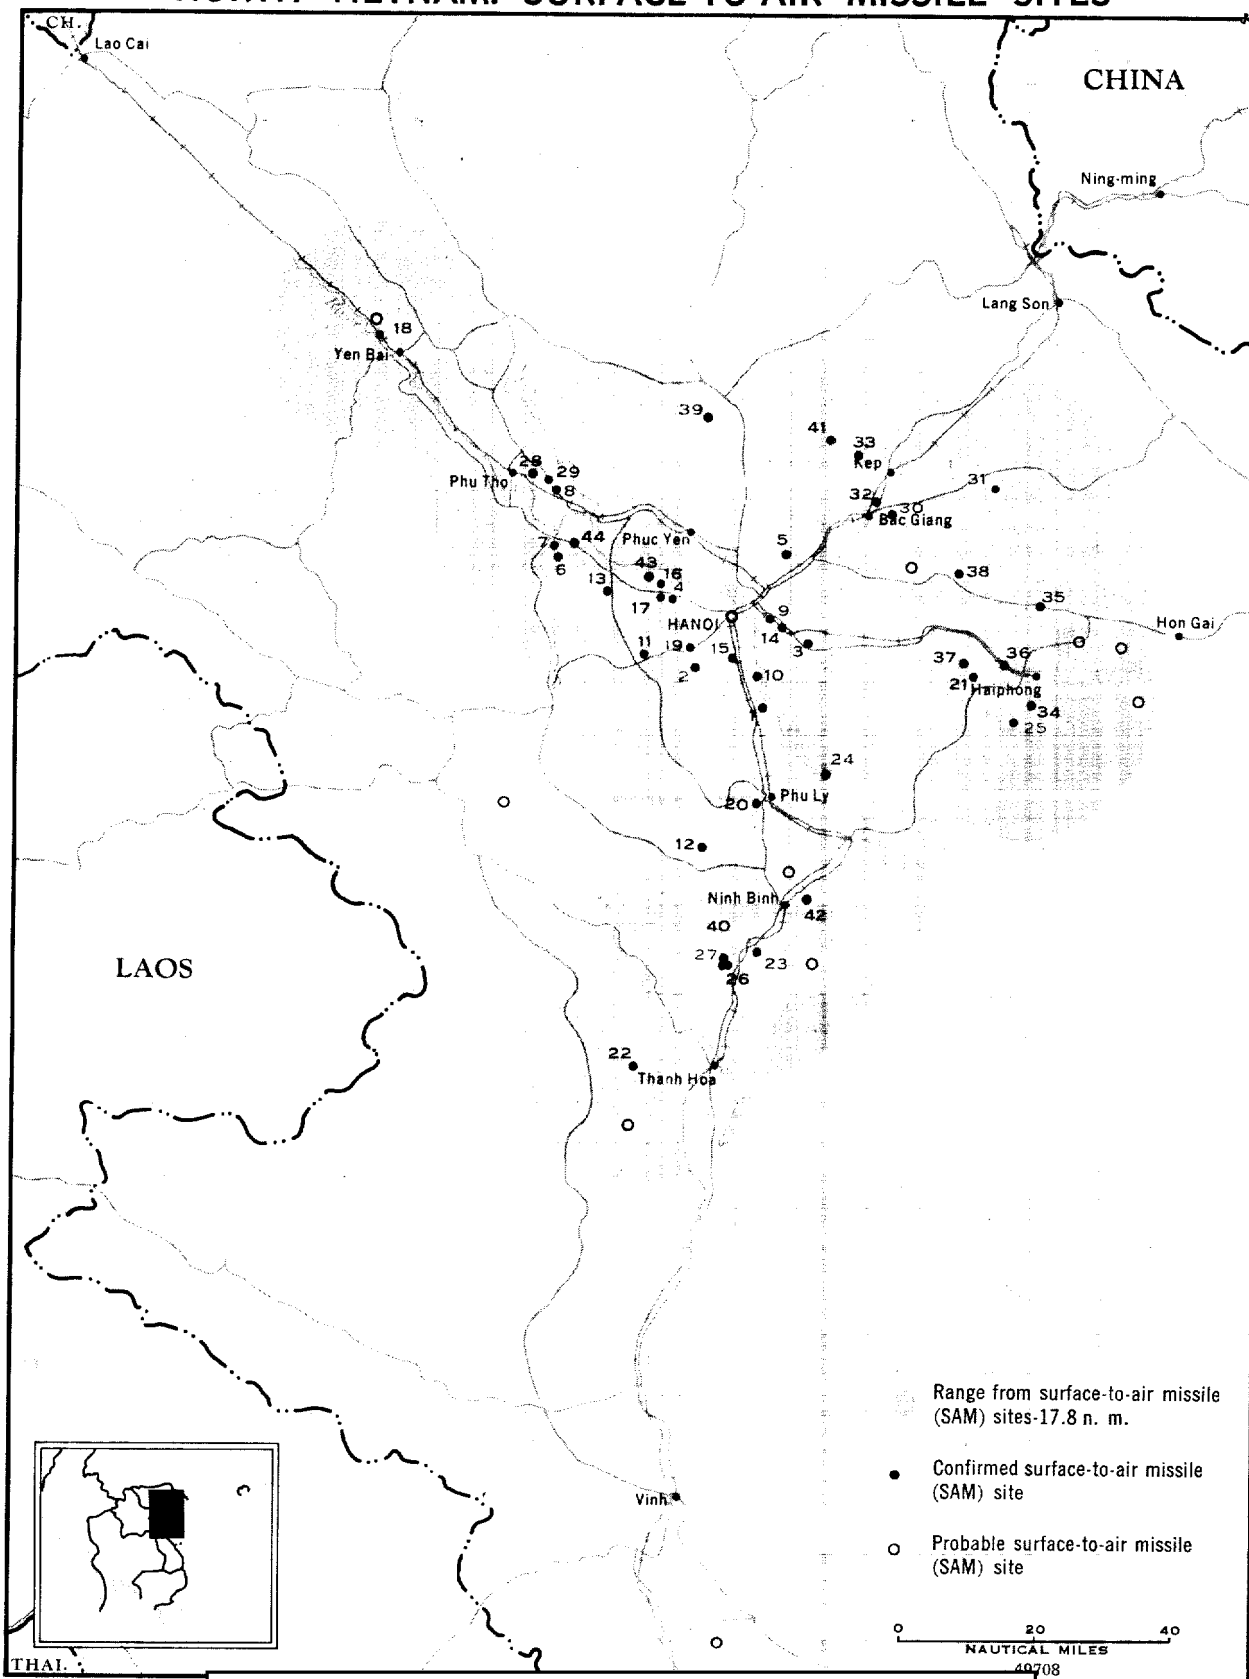 NORTH VIETNAM: SURFACE-TO-AIR MISSILE SITES
CH.
Lao Cai
CHINA
Ning-ming
Lang Son
18
Yen Bai
39
41
33
Kep
28
29
Phu Tho
8
31
32
30
Bac Giang
Phuc Yen
5
44
7
6
43
16
13
4
17
38
35
HANOI
9
14
3
Hon Gai
11
19
15
2
10
37
36
21
Haiphong
34
25
1
24
20
Phu Ly
12
Ninh Binh
42
40
27
23
26
LAOS
22
Thanh Hoa
Range from surface-to-air missile
(SAM) sites-17.8 n. m.
Confirmed surface-to-air missile
(SAM) site
Vinh
Probable surface-to-air missile
(SAM) site
0 20 40
NAUTICAL MILES
49708
THAI.